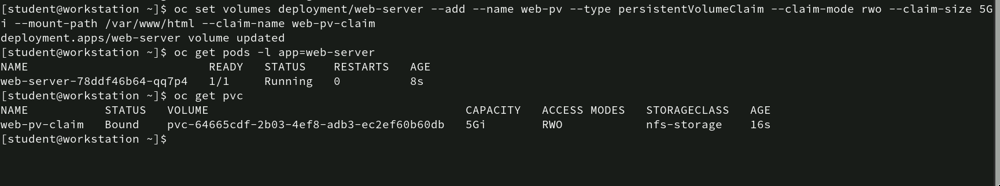 [student@workstation ~]$ oc set volumes deployment/web-server --add --name web-pv --type persistentVolumeClaim --claim-mode rwo --claim-size 5G
i --mount-path /var/www/html --claim-name web-pv-claim
deployment.apps/web-server volume updated
[student@workstation ~]$ oc get pods -l app=web-server
NAME                          READY   STATUS    RESTARTS   AGE
web-server-78ddf46b64-qq7p4   1/1     Running   0          8s
[student@workstation ~]$ oc get pvc
NAME           STATUS   VOLUME                                     CAPACITY   ACCESS MODES   STORAGECLASS   AGE
web-pv-claim   Bound    pvc-64665cdf-2b03-4ef8-adb3-ec2ef60b60db   5Gi        RWO            nfs-storage    16s
[student@workstation ~]$